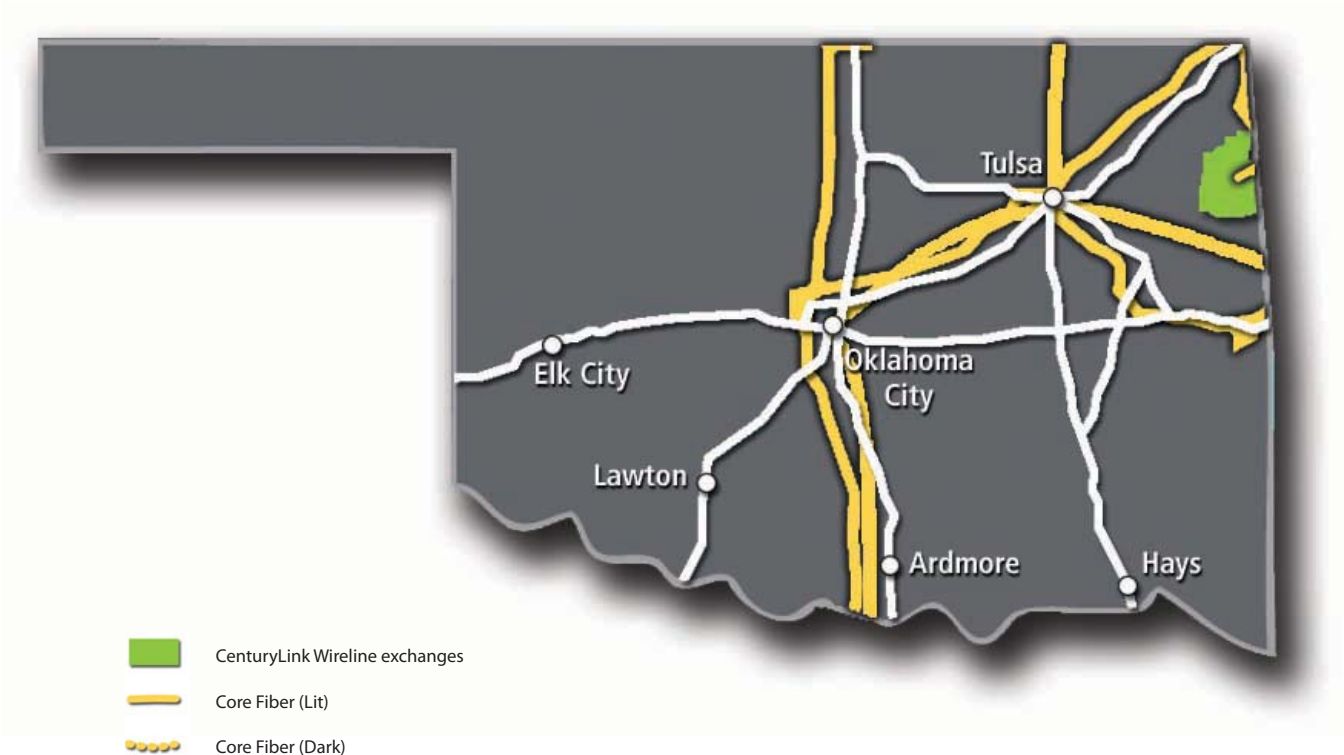 Tulsa
Oklahoma
City
Elk City
Lawton
Ardmore
Hays
CenturyLink Wireline exchanges
Core Fiber (Lit)
Core Fiber (Dark)